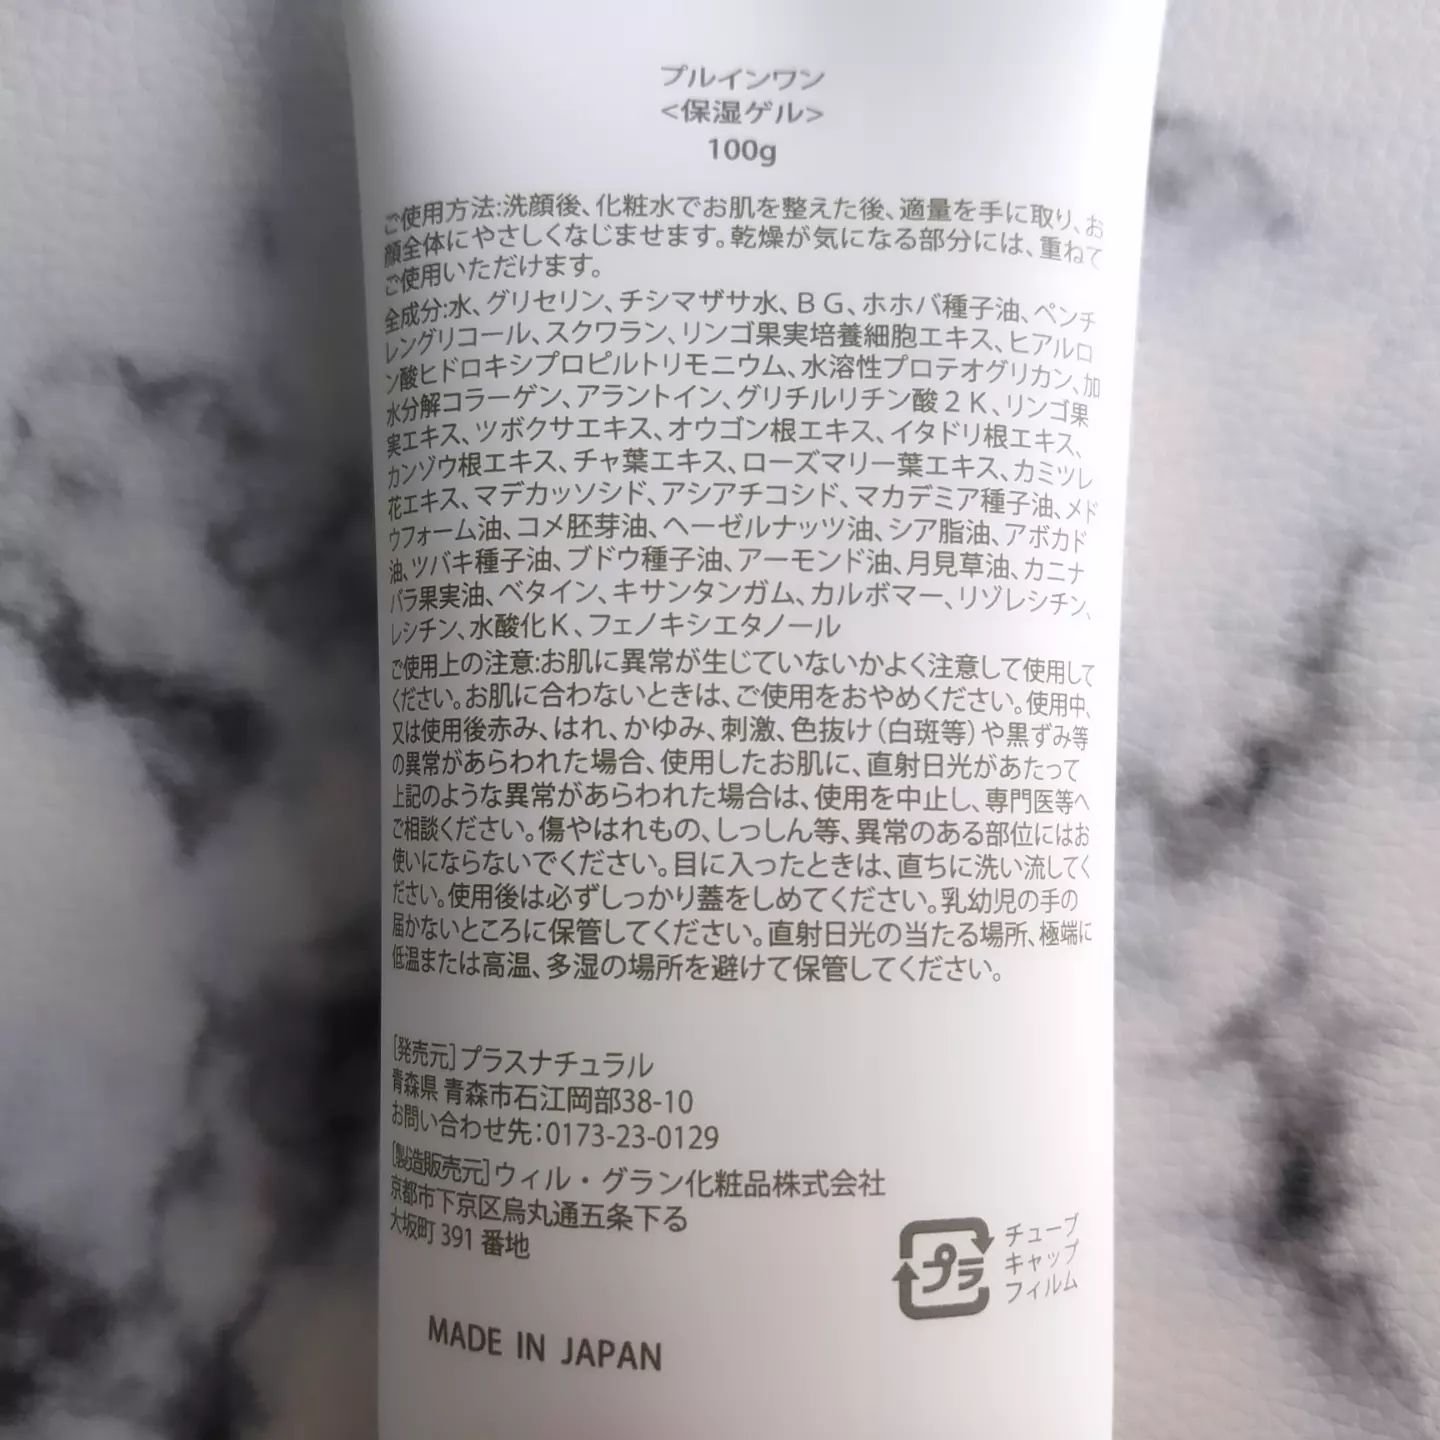 プルインワン
<保湿ゲル>
100g
ご使用方法:洗顔後、化粧水でお肌を整えた後、適量を手に取り、お
顔全体にやさしくなじませます。乾燥が気になる部分には、重ねて
ご使用いただけます。
全成分:水、グリセリン、チシマザサ水、BG、ホホバ種子油、ペンチ
レングリコール、スクワラン、リンゴ果実培養細胞エキス、ヒアルロ
ン酸ヒドロキシプロピルトリモニウム、水溶性プロテオグリカン、加
水分解コラーゲン、アラントイン、グリチルリチン酸2K、リンゴ果
実エキス、ツボクサエキス、オウゴン根エキス、イタドリ根エキス、
カンゾウ根エキス、チャ葉エキス、ローズマリー葉エキス、カミツレ
花エキス、マデカッソシド、アシアチコシド、マカデミア種子油、メド
ウフォーム油、コメ胚芽油、ヘーゼルナッツ油、シア脂油、アボカド
油、ツバキ種子油、ブドウ種子油、アーモンド油、月見草油、カニナ
バラ果実油、ベタイン、キサンタンガム、カルボマー、リゾレシチン、
レシチン、水酸化K、フェノキシエタノール
ご使用上の注意:お肌に異常が生じていないかよく注意して使用して
ください。お肌に合わないときは、ご使用をおやめください。使用中、
又は使用後赤み、はれ、かゆみ、刺激、色抜け(白斑等)や黒ずみ等
の異常があらわれた場合、使用したお肌に、直射日光があたって
上記のような異常があらわれた場合は、使用を中止し、専門医等へ
ご相談ください。傷やはれもの、しっしん等、異常のある部位にはお
使いにならないでください。目に入ったときは、直ちに洗い流してく
ださい。使用後は必ずしっかり蓋をしめてください。乳幼児の手の
届かないところに保管してください。直射日光の当たる場所、極端に
低温または高温、多湿の場所を避けて保管してください。
[発売元]プラスナチュラル
青森県 青森市石江岡部38-10
お問い合わせ先:0173-23-0129
[製造販売元]ウィル・グラン化粧品株式会社
京都市下京区烏丸通五条下る
大坂町 391 番地
プラ
チューブ
キャップ
フィルム
MADE IN JAPAN